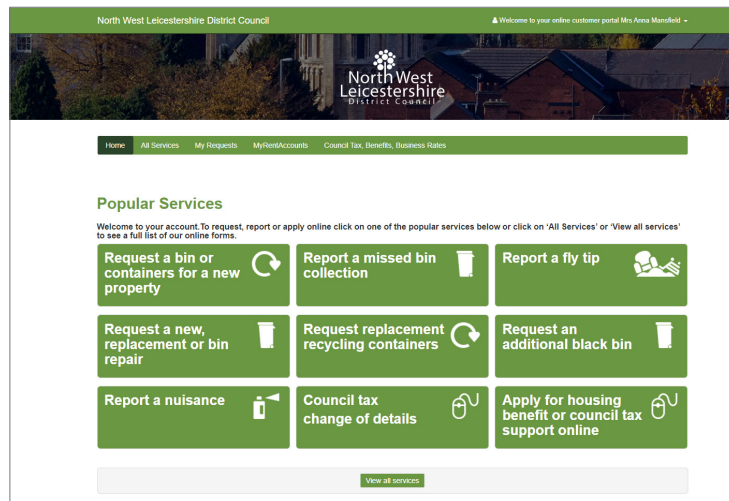 North West Leicestershire District Council
Welcome to your online customer portal Mrs Anna Mansfield
North West
Leicestershire
District Council
Home All Services My Requests MyRentAccounts Council Tax, Benefits, Business Rates
Popular Services
Welcome to your account.To request, report or apply online click on one of the popular services below or click on 'All Services' or 'View all services'
to see a full list of our online forms.
Request a bin or
containers for a new
property
Report a missed bin
collection
Report a fly tip
Request a new,
replacement or bin
repair
Request replacement
recycling containers
Request an
additional black bin
Report a nuisance
Council tax
change of details
Apply for housing
benefit or council tax
support online
View all services